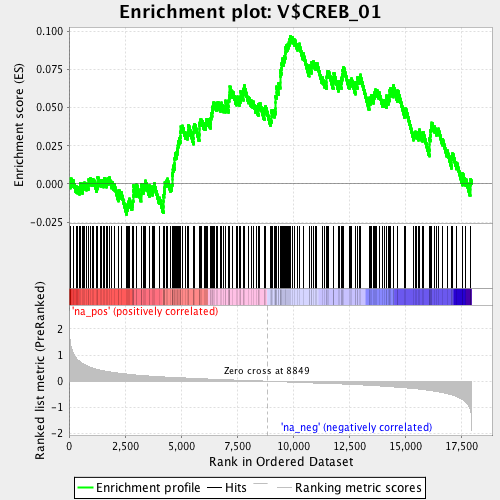 Enrichment plot: V$CREB_01
Enrichment score (ES)
0.100
0.075
0.050
0.025
0.000
-0.025
Ranked list metric (PreRanked)
'na_pos' (positively correlated)
2
1
0
-1
-2
Zero cross at 8849
'na_neg' (negatively correlated)
0
2,500
5,000
7,500
10,000
12,500
15,000
17,500
Rank in Ordered Dataset
Enrichment profile
Hits
Ranking metric scores